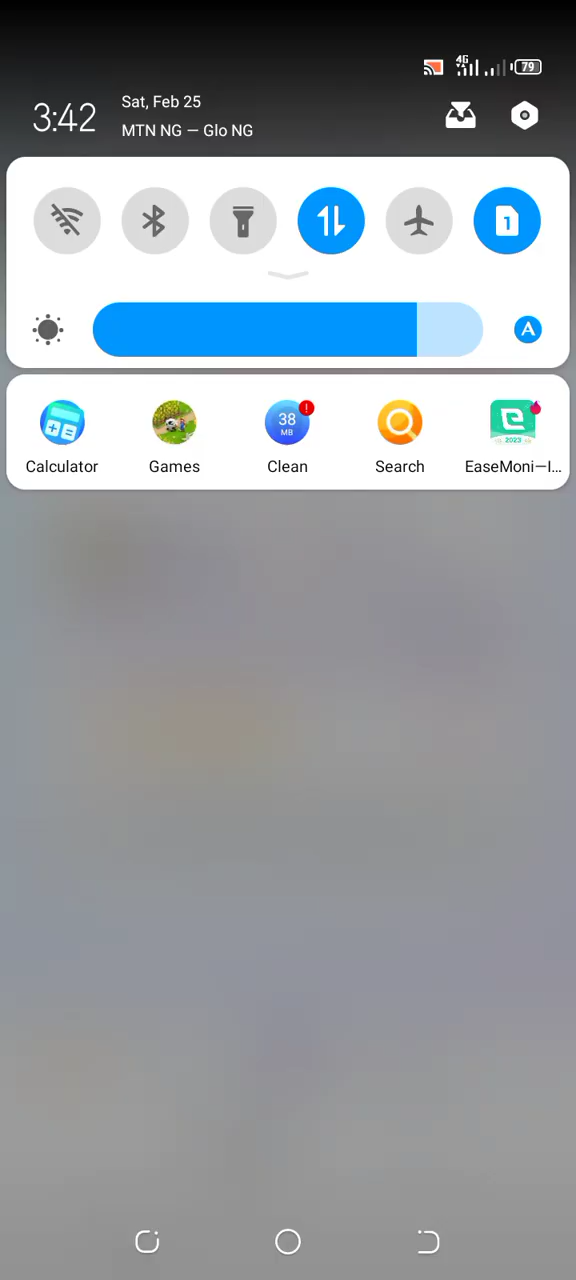 4G
79
3:42
Sat, Feb 25
MTN NG — Glo NG
1
A
38
MB
!
2023
Calculator
Games
Clean
Search
EaseMoni—I...